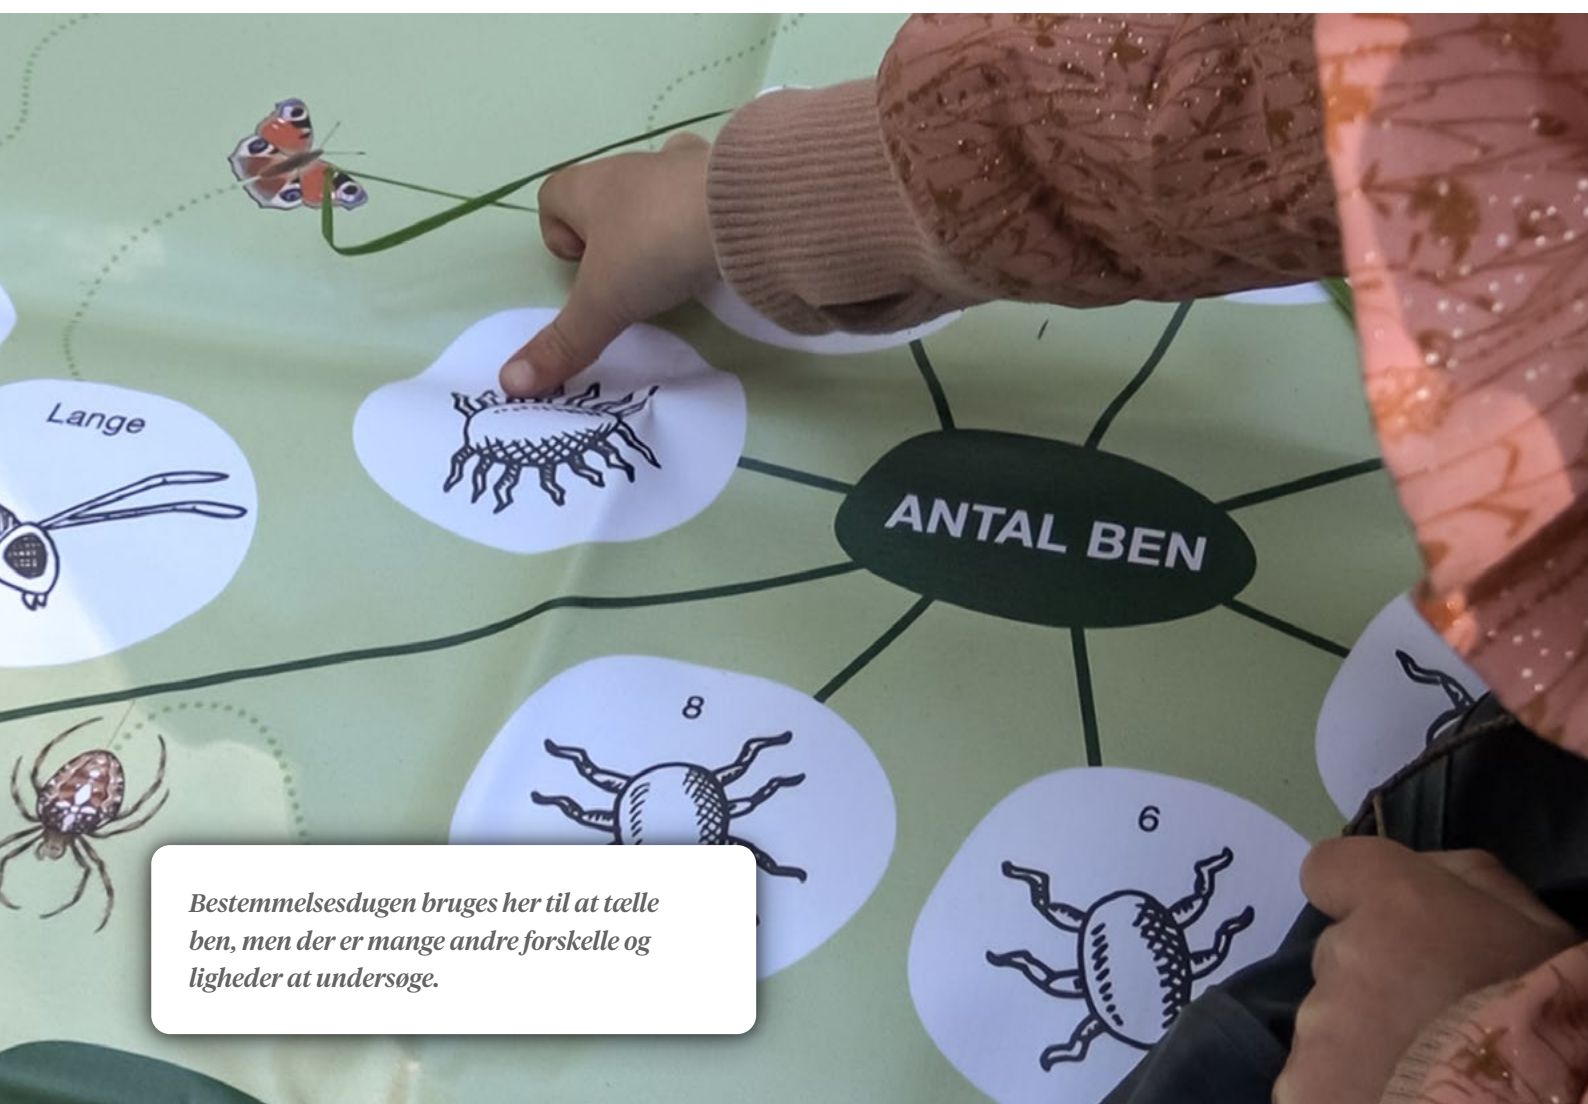 Lange
ANTAL BEN
8
6
Bestemmelsesdugen bruges her til at tælle
ben, men der er mange andre forskelle og
ligheder at undersøge.